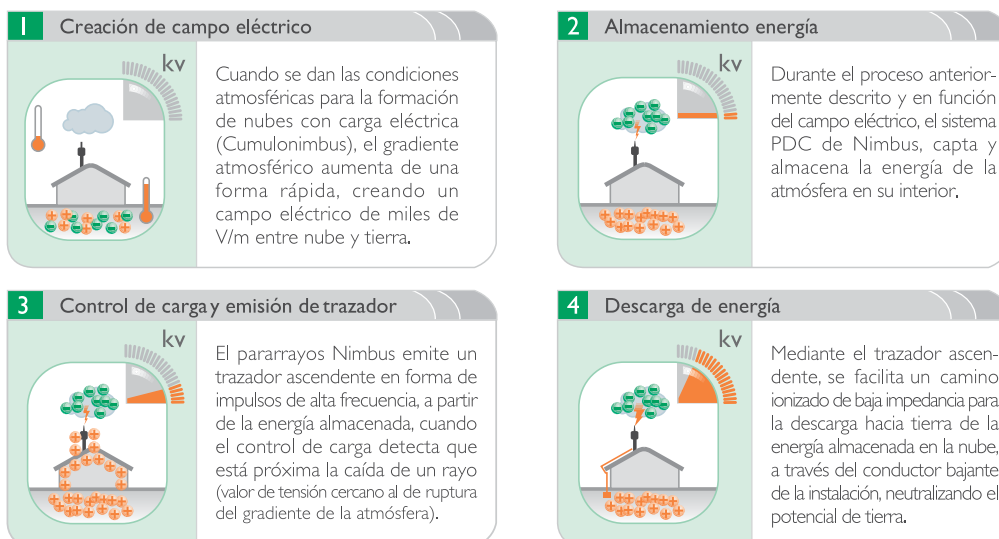 1 Creación de campo eléctrico
kv
Cuando se dan las condiciones
atmosféricas para la formación
de nubes con carga eléctrica
(Cumulonimbus), el gradiente
atmosférico aumenta de una
forma rápida, creando un
campo eléctrico de miles de
V/m entre nube y tierra.
2 Almacenamiento energía
kv
Durante el proceso anterior-
mente descrito y en función
del campo eléctrico, el sistema
PDC de Nimbus, capta y
almacena la energía de la
atmósfera en su interior.
3 Control de carga y emisión de trazador
kv
El pararrayos Nimbus emite un
trazador ascendente en forma de
impulsos de alta frecuencia, a partir
de la energía almacenada, cuando
el control de carga detecta que
está próxima la caída de un rayo
(valor de tensión cercano al de ruptura
del gradiente de la atmósfera).
4 Descarga de energía
kv
Mediante el trazador ascen-
dente, se facilita un camino
ionizado de baja impedancia para
la descarga hacia tierra de la
energía almacenada en la nube,
a través del conductor bajante
de la instalación, neutralizando el
potencial de tierra.